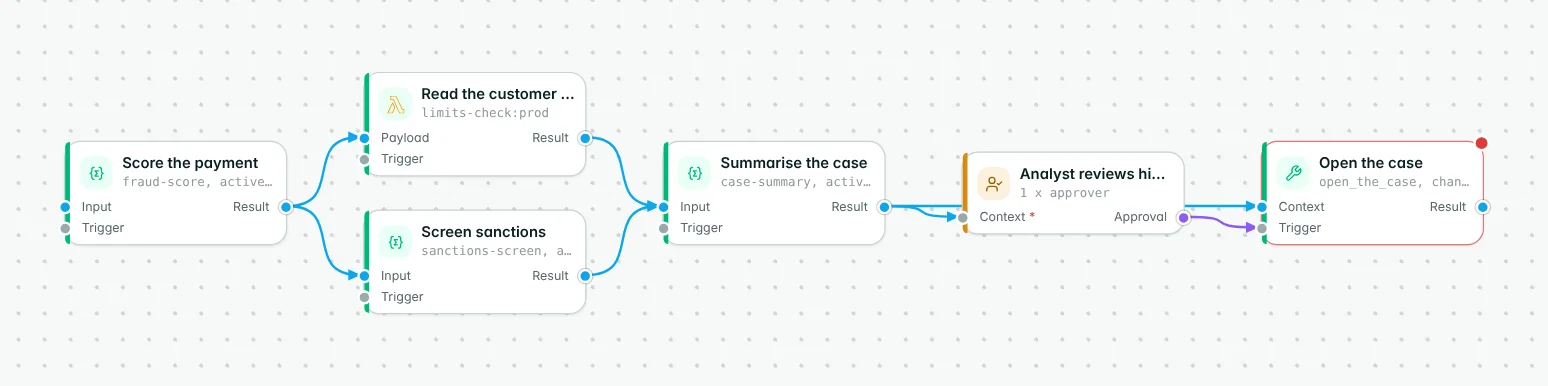 Score the payment
fraud-score, active…
Input
Result
Trigger
Read the customer …
limits-check:prod
Payload
Result
Trigger
Screen sanctions
sanctions-screen, a…
Input
Result
Trigger
Summarise the case
case-summary, activ…
Input
Result
Trigger
Analyst reviews hi…
1 x approver
Context *
Approval
Open the case
open_the_case, chan…
Context
Result
Trigger